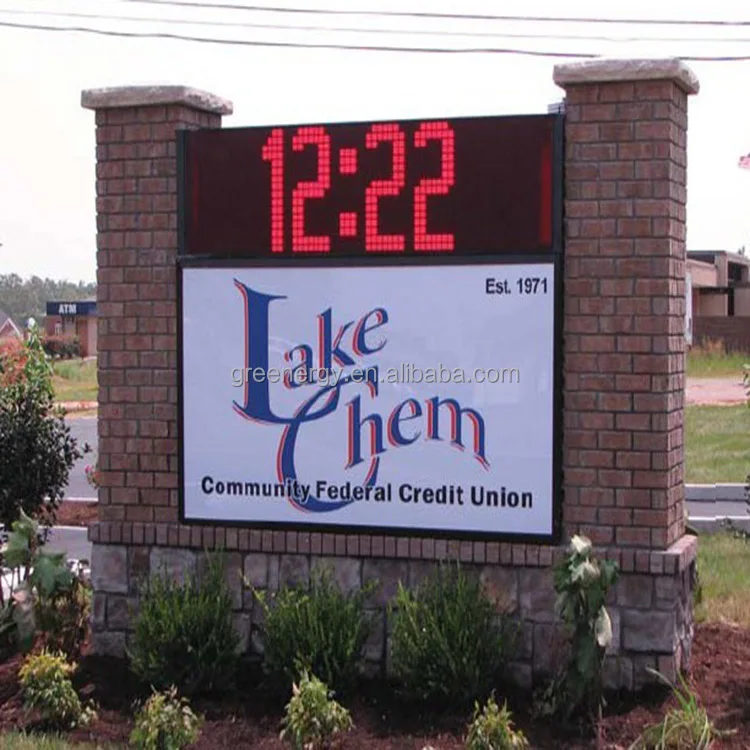 12:22
Est. 1971
Lake
Chem
Community Federal Credit Union
ATM
greenergy.en.alibaba.com